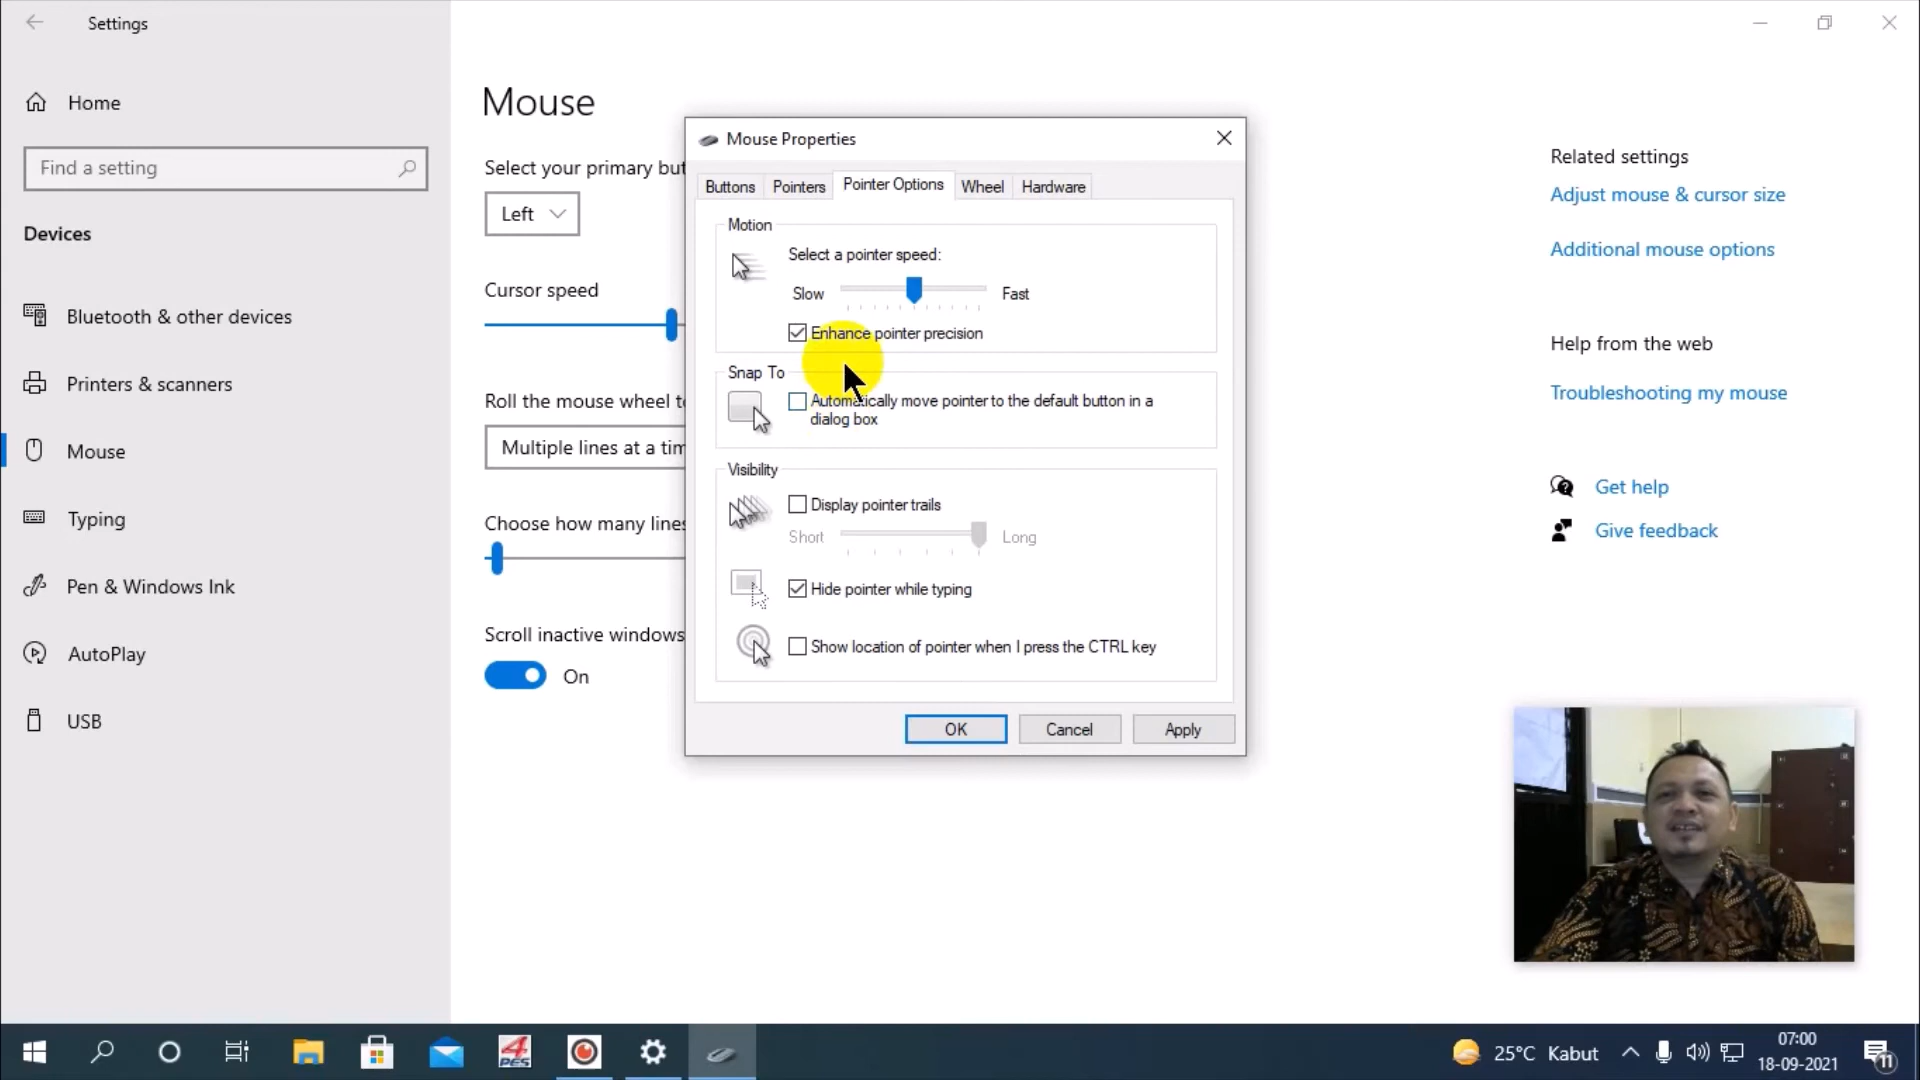 Settings
Home
Find a setting
Devices
Bluetooth & other devices
Printers & scanners
Mouse
Typing
Pen & Windows Ink
AutoPlay
USB
Mouse
Select your primary but
Left
Cursor speed
Roll the mouse wheel to
Multiple lines at a tim
Choose how many lines
Scroll inactive windows
On
Mouse Properties
Buttons
Pointers
Pointer Options
Wheel
Hardware
Motion
Select a pointer speed:
Slow
Fast
Enhance pointer precision
Snap To
Automatically move pointer to the default button in a
dialog box
Visibility
Display pointer trails
Short
Long
Hide pointer while typing
Show location of pointer when I press the CTRL key
OK
Cancel
Apply
Related settings
Adjust mouse & cursor size
Additional mouse options
Help from the web
Troubleshooting my mouse
Get help
Give feedback
4
PES
25°C Kabut
07:00
18-09-2021
11